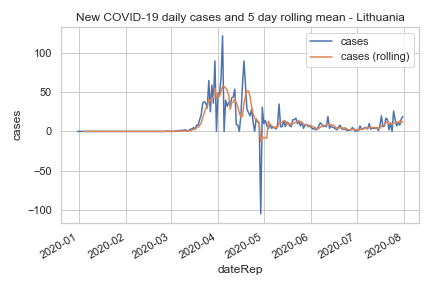 New COVID-19 daily cases and 5 day rolling mean - Lithuania
cases
cases (rolling)
100
50
0
−50
−100
cases
2020-01
2020-02
2020-03
2020-04
2020-05
2020-06
2020-07
2020-08
dateRep